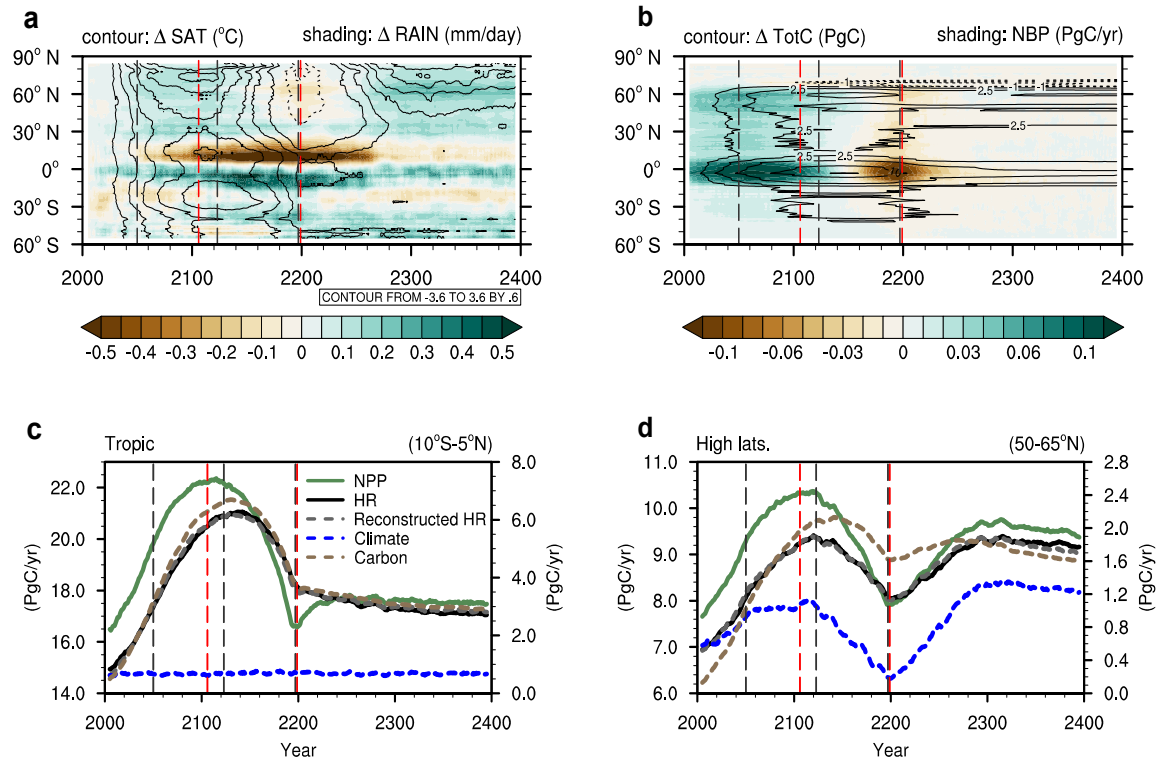 a
contour: Δ SAT (°C) shading: Δ RAIN (mm/day)
90° N
60° N
30° N
0°
30° S
60° S
2000 2100 2200 2300 2400
CONTOUR FROM -3.6 TO 3.6 BY .6
-0.5 -0.4 -0.3 -0.2 -0.1 0 0.1 0.2 0.3 0.4 0.5
b
contour: Δ TotC (PgC) shading: NBP (PgC/yr)
90° N
60° N
30° N
0°
30° S
60° S
-1 -1
2.5 2.5
2.5
2.5 2.5
2000 2100 2200 2300 2400
-0.1 -0.06 -0.03 0 0.03 0.06 0.1
c
Tropic (10°S-5°N)
(PgC/yr)
22.0
20.0
18.0
16.0
14.0
NPP
HR
Reconstructed HR
Climate
Carbon
8.0
6.0
4.0
2.0
0.0
(PgC/yr)
2000 2100 2200 2300 2400
Year
d
High lats. (50-65°N)
(PgC/yr)
11.0
10.0
9.0
8.0
7.0
6.0
2.8
2.4
2.0
1.6
1.2
0.8
0.4
0.0
(PgC/yr)
2000 2100 2200 2300 2400
Year